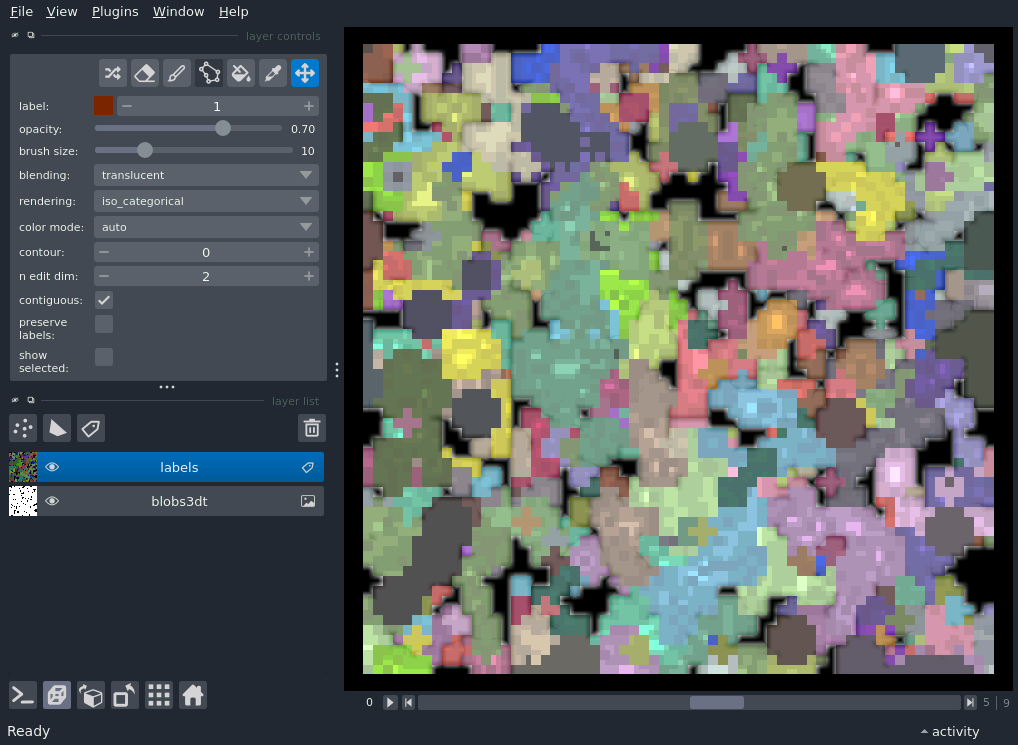 File View Plugins Window Help
layer controls
label: 1
opacity: 0.70
brush size: 10
blending: translucent
rendering: iso_categorical
color mode: auto
contour: 0
n edit dim: 2
contiguous:
preserve
labels:
show
selected:
layer list
labels
blobs3dt
0 5 9
Ready activity